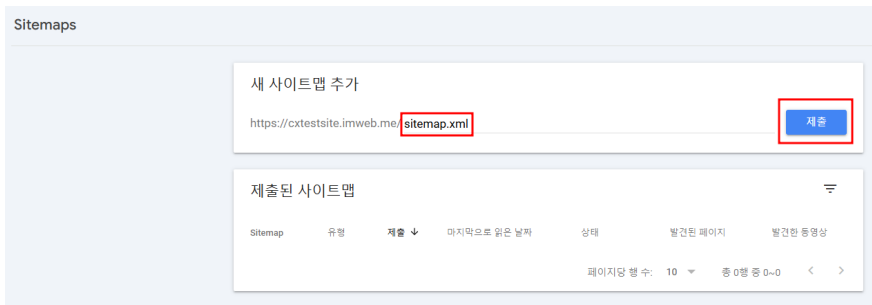 Sitemaps
새 사이트맵 추가
https://cxtestsite.imweb.me/ sitemap.xml 제출
제출된 사이트맵
Sitemap 유형 제출 마지막으로 읽은 날짜 상태 발견된 페이지 발견한 동영상
페이지당 행 수: 10 총 0행 중 0~0